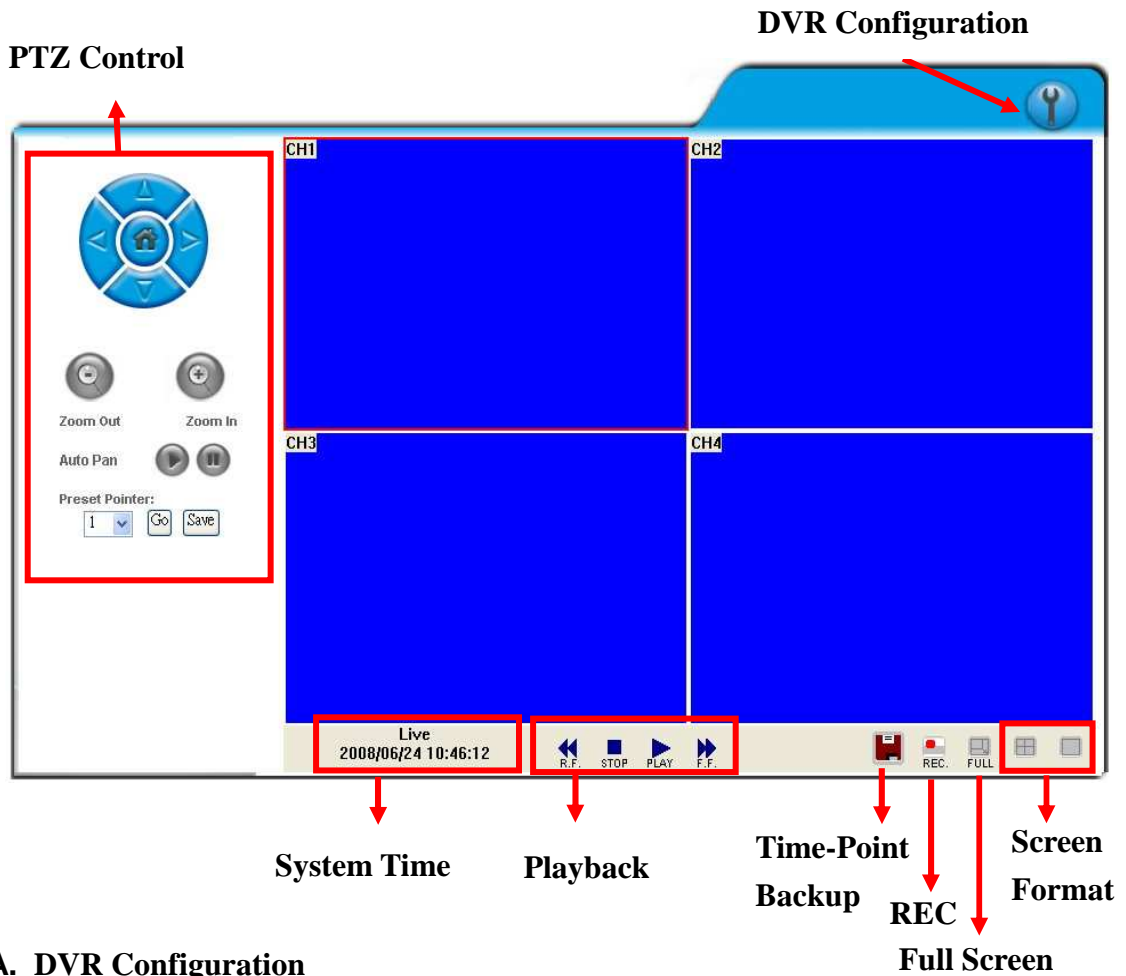 DVR Configuration
PTZ Control
CH1
CH2
Zoom Out
Zoom In
Auto Pan
Preset Pointer:
1
Go
Save
CH3
CH4
Live
2008/06/24 10:46:12
R.F.
STOP
PLAY
F.F.
REC.
FULL
System Time
Playback
Time-Point
Backup
REC
Full Screen
Screen
Format
A. DVR Configuration